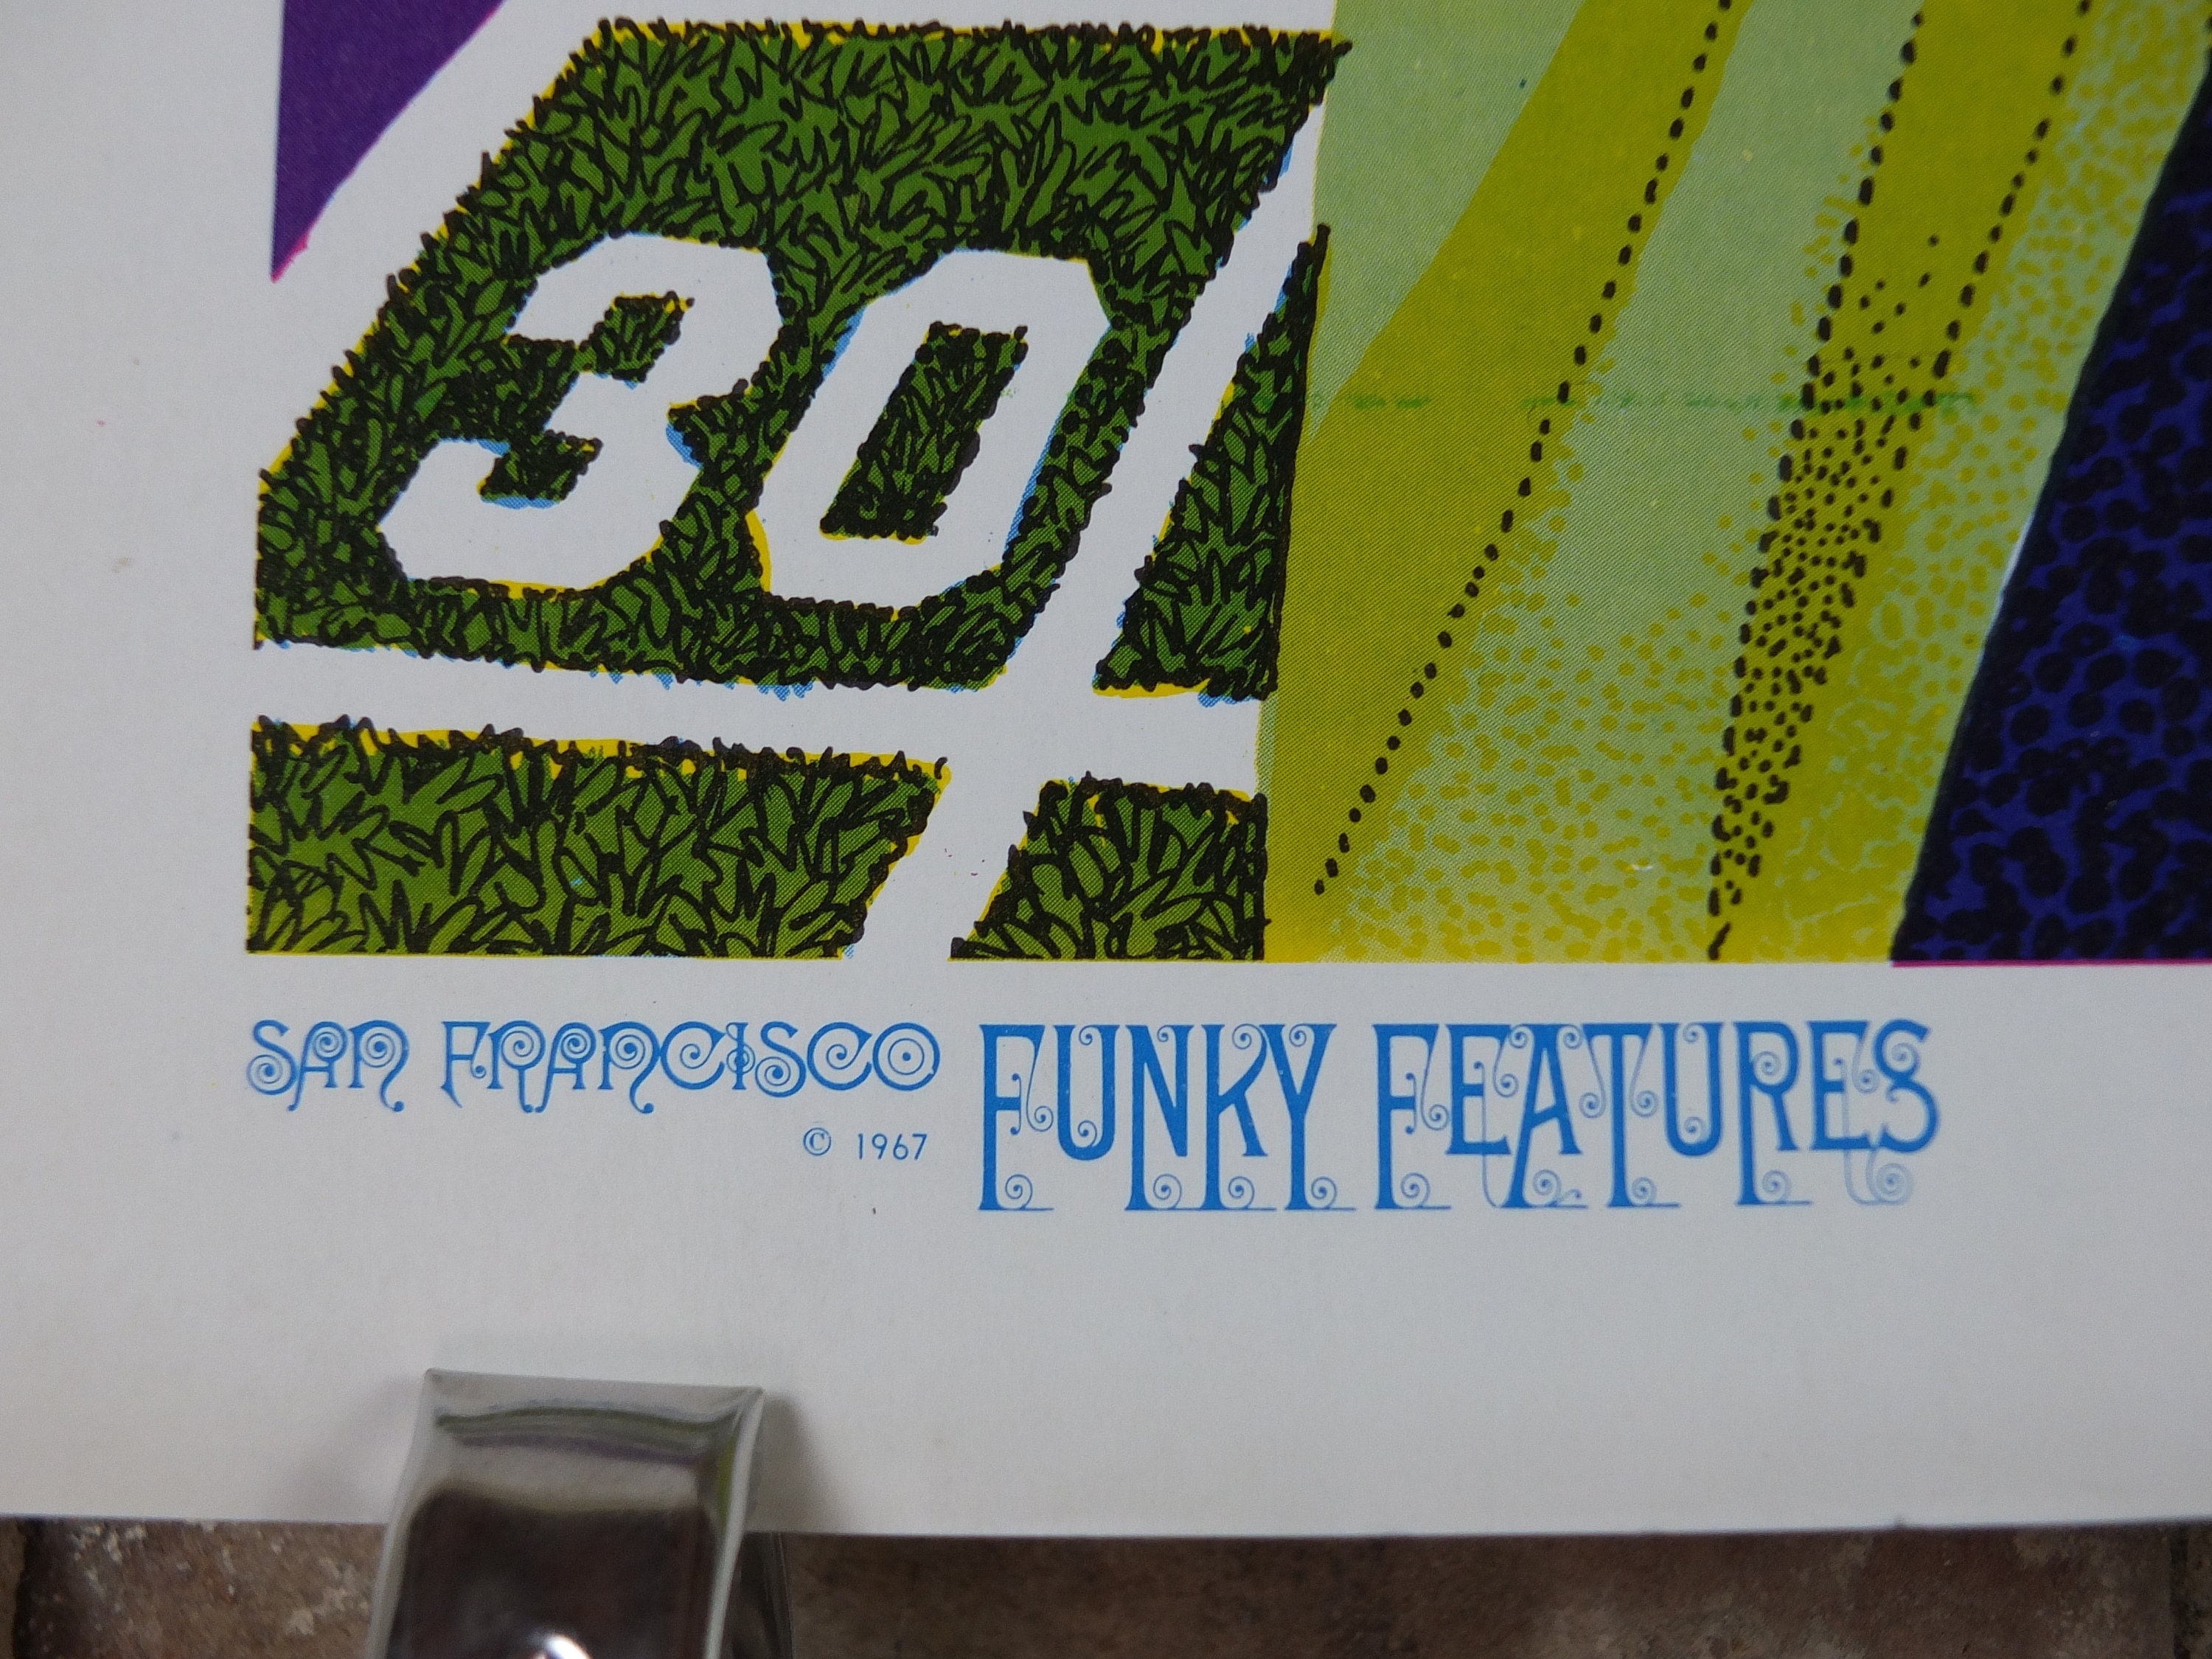 30
SAN FRANCISCO FUNKY FEATURES
© 1967